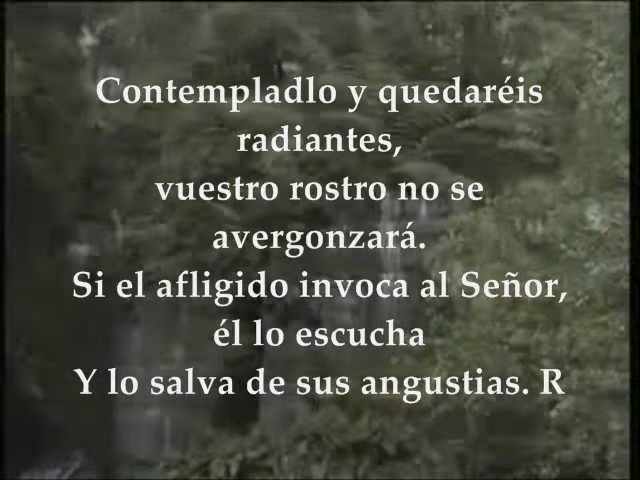 Contempladlo y quedaréis
radiantes,
vuestro rostro no se
avergonzará.
Si el afligido invoca al Señor,
él lo escucha
Y lo salva de sus angustias. R